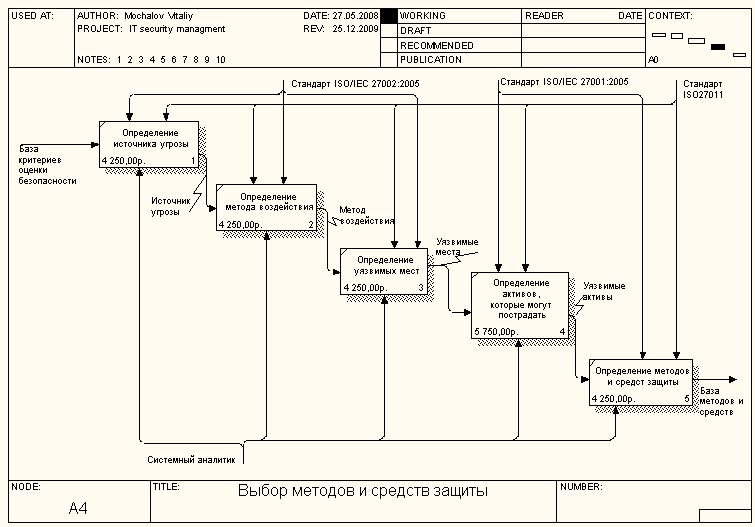 USED AT:
AUTHOR: Mochalov Vitaliy
DATE: 27.05.2008
PROJECT: IT security managment
REV: 25.12.2009
NOTES: 1 2 3 4 5 6 7 8 9 10
WORKING
DRAFT
RECOMMENDED
PUBLICATION
READER
DATE
CONTEXT:
A0
Стандарт ISO/IEC 27002:2005
Стандарт ISO/IEC 27001:2005
Стандарт
ISO27011
База
критериев
оценки
безопасности
Определение
источника угрозы
4 250,00р. 1
Источник
угрозы
Определение
метода воздействия
4 250,00р. 2
Метод
воздействия
Определение
уязвимых мест
4 250,00р. 3
Уязвимые
места
Определение
активов,
которые могут
пострадать
5 750,00р. 4
Уязвимые
активы
Определение методов
и средст защиты
4 250,00р. 5
База
методов и
средств
Системный аналитик
NODE:
A4
TITLE:
Выбор методов и средств защиты
NUMBER: